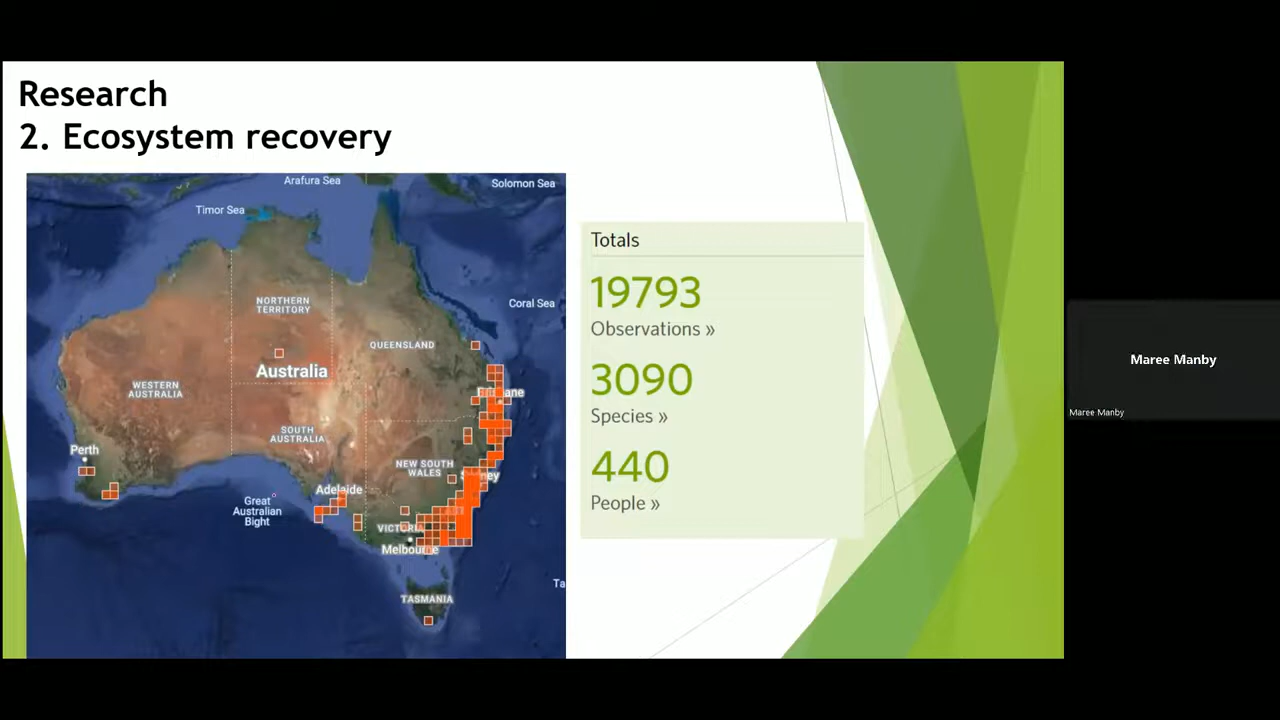 Research
2. Ecosystem recovery
Arafura Sea
Solomon Sea
Timor Sea
Coral Sea
NORTHERN
TERRITORY
QUEENSLAND
Australia
WESTERN
AUSTRALIA
SOUTH
AUSTRALIA
Perth
NEW SOUTH
WALES
Adelaide
Great
Australian
Bight
VICTORIA
Melbourne
TASMANIA
Totals
19793
Observations »
3090
Species »
440
People »
Maree Manby
Maree Manby